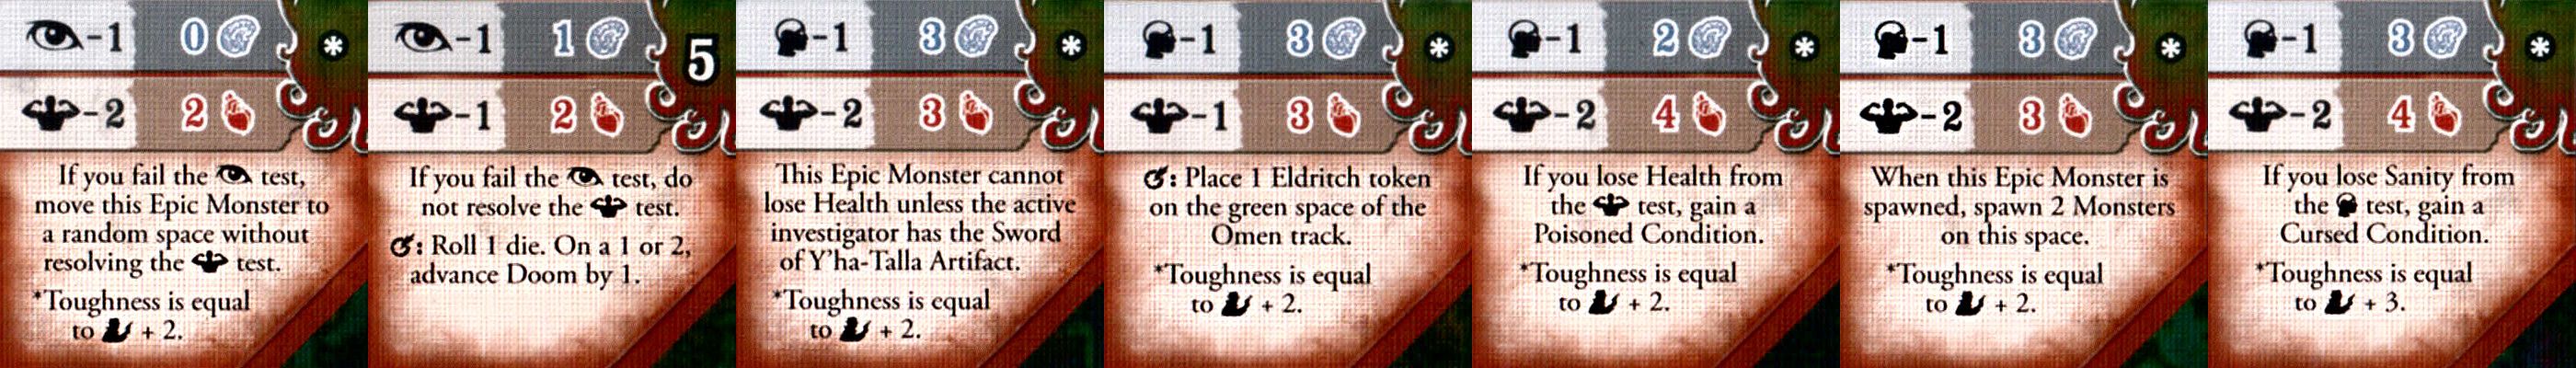 -1 0 *
-2 2
If you fail the test,
move this Epic Monster to
a random space without
resolving the test.
*Toughness is equal
to + 2.
-1 1 5
-1 2
If you fail the test, do
not resolve the test.
: Roll 1 die. On a 1 or 2,
advance Doom by 1.
-1 3 *
-2 3
This Epic Monster cannot
lose Health unless the active
investigator has the Sword
of Y'ha-Talla Artifact.
*Toughness is equal
to + 2.
-1 3 *
-1 3
: Place 1 Eldritch token
on the green space of the
Omen track.
*Toughness is equal
to + 2.
-1 2 *
-2 4
If you lose Health from
the test, gain a
Poisoned Condition.
*Toughness is equal
to + 2.
-1 3 *
-2 3
When this Epic Monster is
spawned, spawn 2 Monsters
on this space.
*Toughness is equal
to + 2.
-1 3 *
-2 4
If you lose Sanity from
the test, gain a
Cursed Condition.
*Toughness is equal
to + 3.